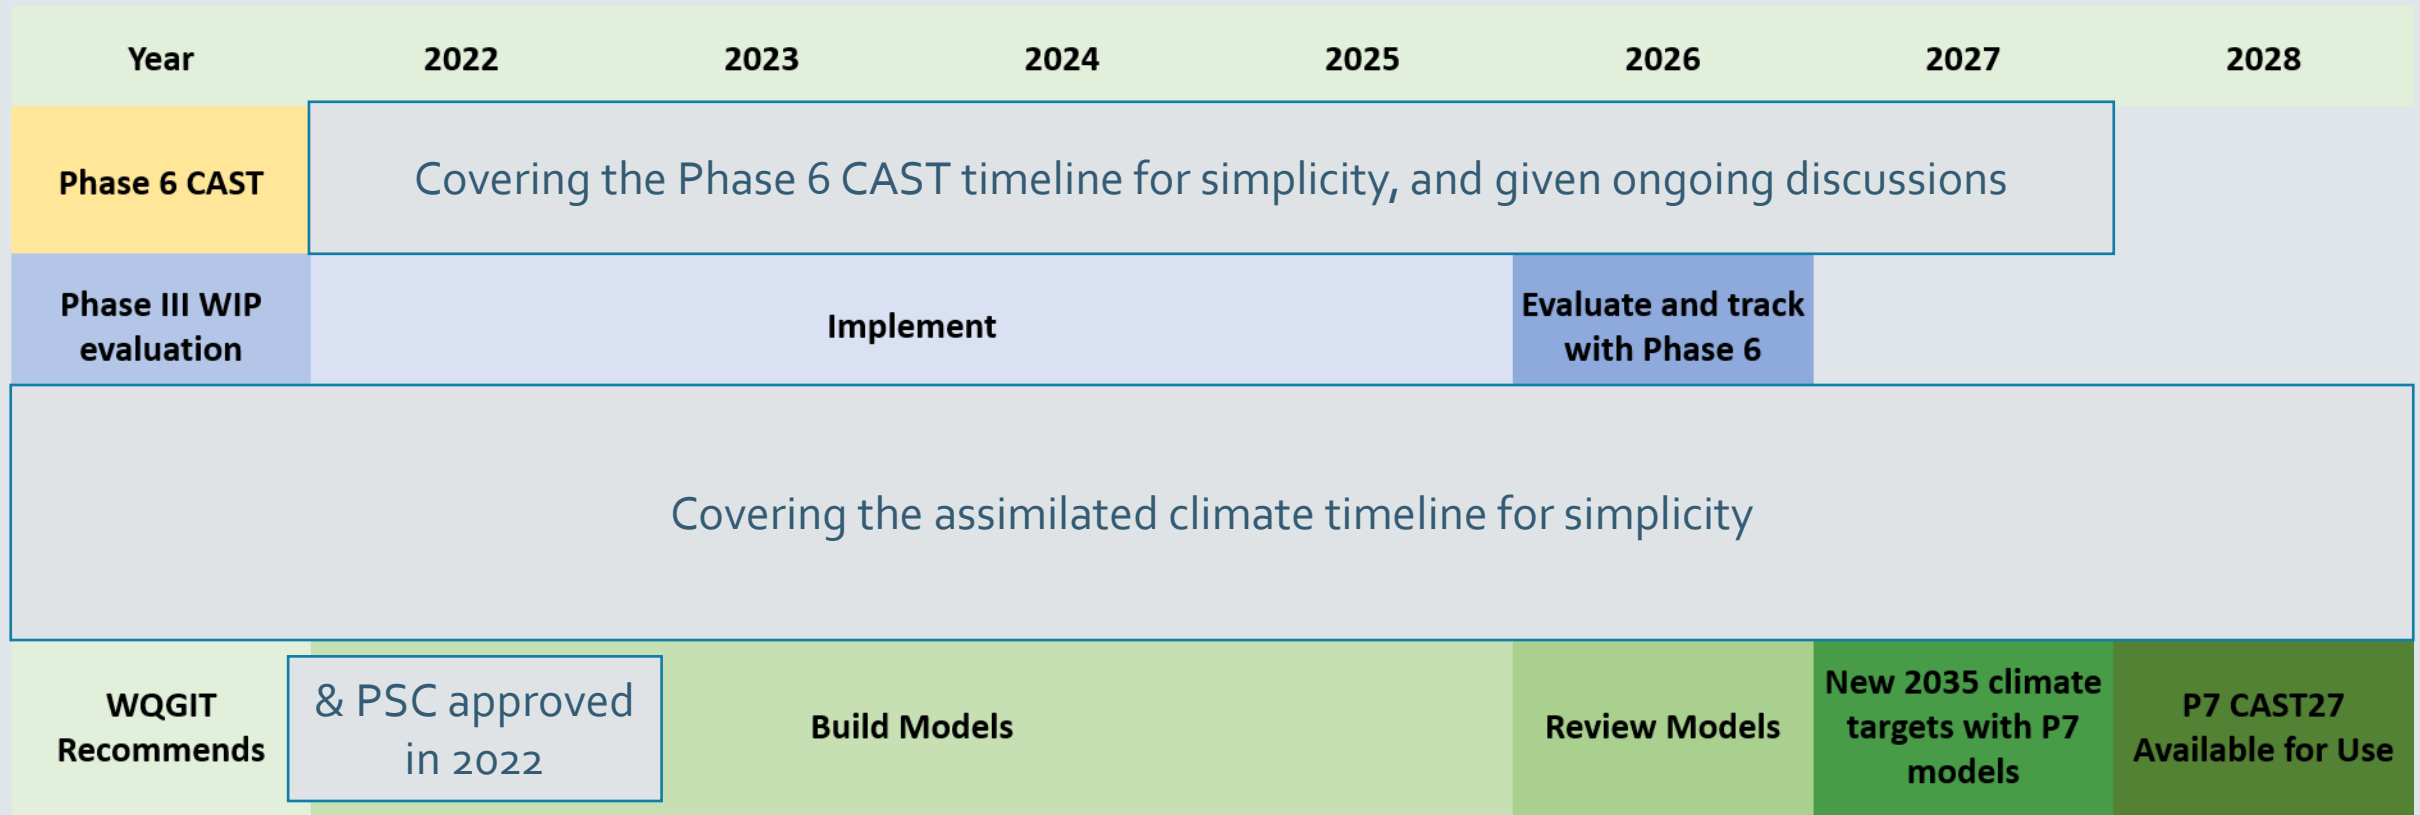 Year 2022 2023 2024 2025 2026 2027 2028
Phase 6 CAST
Covering the Phase 6 CAST timeline for simplicity, and given ongoing discussions
Phase III WIP
evaluation
Implement
Evaluate and track
with Phase 6
Covering the assimilated climate timeline for simplicity
WQGIT
Recommends
& PSC approved
in 2022
Build Models
Review Models
New 2035 climate
targets with P7
models
P7 CAST27
Available for Use